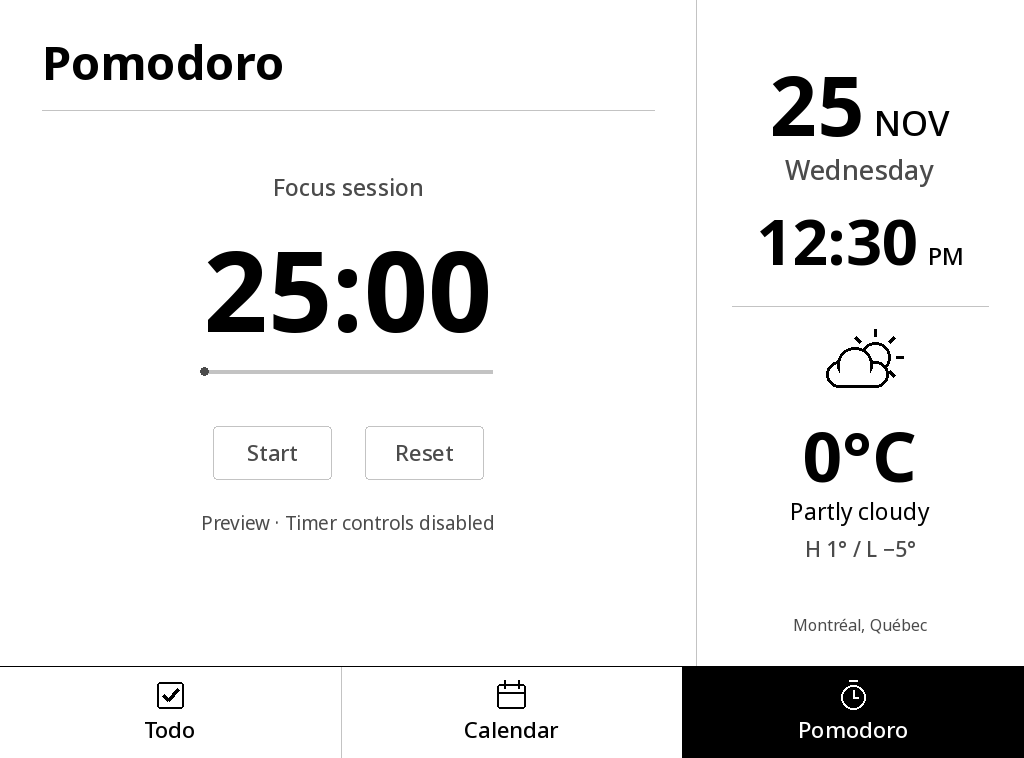 Pomodoro
Focus session
25:00
Start
Reset
Preview · Timer controls disabled
25 NOV
Wednesday
12:30 PM
0°C
Partly cloudy
H 1° / L −5°
Montréal, Québec
Todo
Calendar
Pomodoro